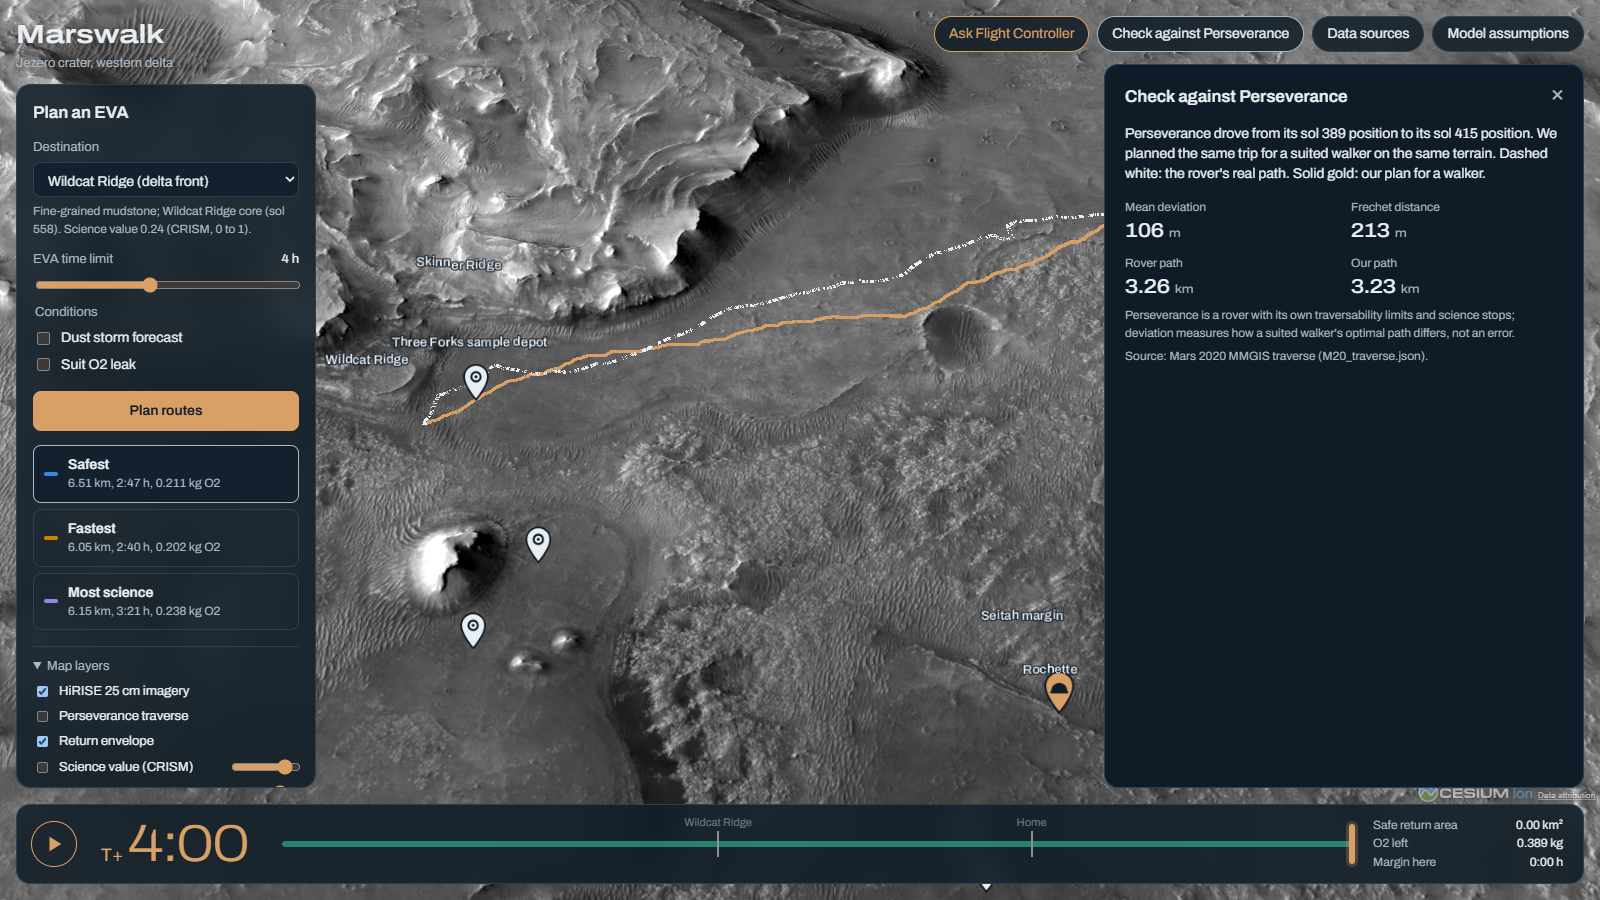 Marswalk
Jezero crater, western delta
Ask Flight Controller
Check against Perseverance
Data sources
Model assumptions
Plan an EVA
Destination
Wildcat Ridge (delta front)
Fine-grained mudstone; Wildcat Ridge core (sol
558). Science value 0.24 (CRISM, 0 to 1).
EVA time limit
4 h
Conditions
Dust storm forecast
Suit O2 leak
Plan routes
Safest
6.51 km, 2:47 h, 0.211 kg O2
Fastest
6.05 km, 2:40 h, 0.202 kg O2
Most science
6.15 km, 3:21 h, 0.238 kg O2
Map layers
HiRISE 25 cm imagery
Perseverance traverse
Return envelope
Science value (CRISM)
Skinner Ridge
Three Forks sample depot
Wildcat Ridge
Seitah margin
Rochette
Check against Perseverance
Perseverance drove from its sol 389 position to its sol 415 position. We
planned the same trip for a suited walker on the same terrain. Dashed
white: the rover's real path. Solid gold: our plan for a walker.
Mean deviation
106 m
Frechet distance
213 m
Rover path
3.26 km
Our path
3.23 km
Perseverance is a rover with its own traversability limits and science stops;
deviation measures how a suited walker's optimal path differs, not an error.
Source: Mars 2020 MMGIS traverse (M20_traverse.json).
CESIUM ion
Data attribution
T+ 4:00
Wildcat Ridge
Home
Safe return area
0.00 km²
O2 left
0.389 kg
Margin here
0:00 h